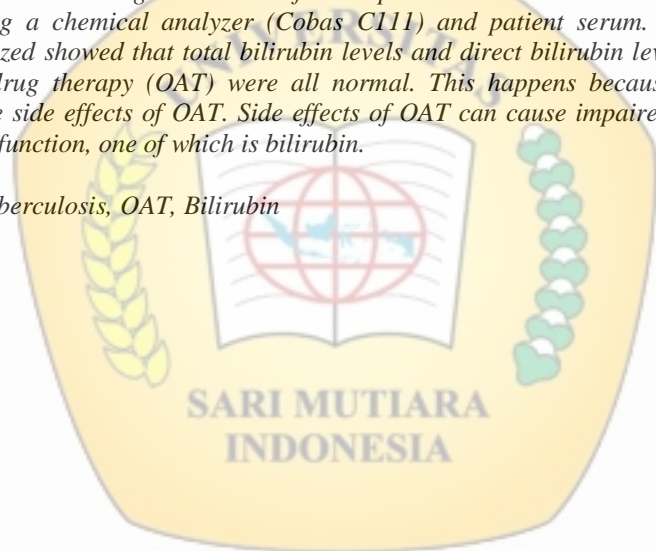 g a chemical analyzer (Cobas C111) and patient serum.
zed showed that total bilirubin levels and direct bilirubin lev
drug therapy (OAT) were all normal. This happens becaus
e side effects of OAT. Side effects of OAT can cause impaire
function, one of which is bilirubin.
berculosis, OAT, Bilirubin
UNIVERSITAS
SARI MUTIARA
INDONESIA